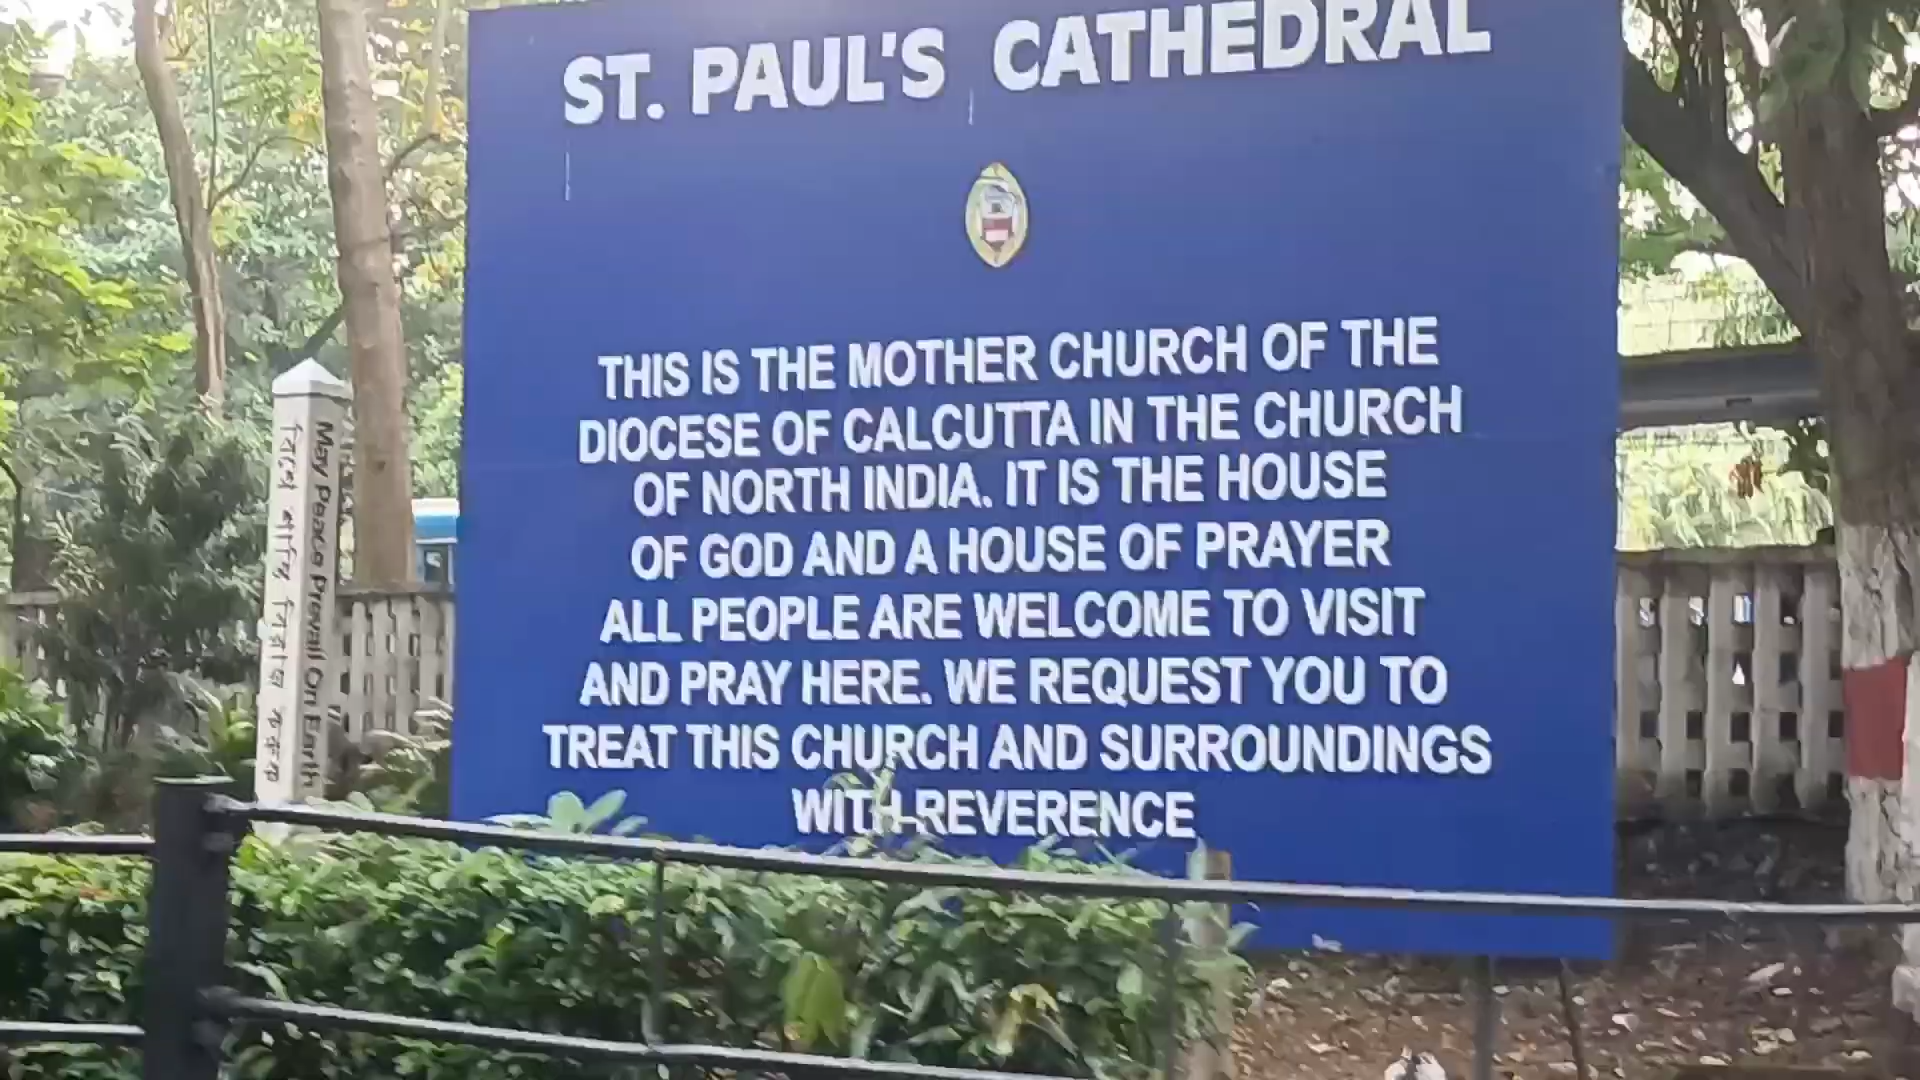 ST. PAUL'S CATHEDRAL
THIS IS THE MOTHER CHURCH OF THE
DIOCESE OF CALCUTTA IN THE CHURCH
OF NORTH INDIA. IT IS THE HOUSE
OF GOD AND A HOUSE OF PRAYER
ALL PEOPLE ARE WELCOME TO VISIT
AND PRAY HERE. WE REQUEST YOU TO
TREAT THIS CHURCH AND SURROUNDINGS
WITH REVERENCE
May Peace Prevail On Earth
শান্তি বিরাজ করুক